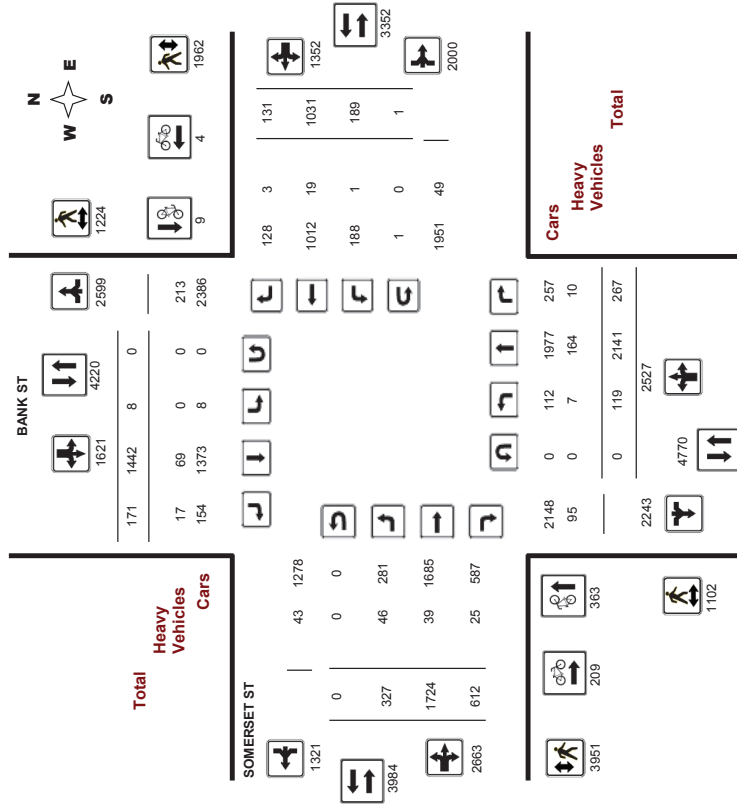 N
W E
S
1224
1962
9
4
BANK ST
1621
4220
2599
171 1442 8 0
17 69 0 0 213
154 1373 8 0 2386
Total
Heavy
Vehicles
Cars
128 3 131
1012 19 1031
188 1 189
1 0 1
1951 49
1352
3352
2000
SOMERSET ST
1321
3984
2663
43 1278
0 0 0
327 46 281
1724 39 1685
612 25 587
Cars
Heavy
Vehicles
Total
2148 0 112 1977 257
95 0 7 164 10
0 119 2141 267
2243
4770
2527
3951
209
363
1102